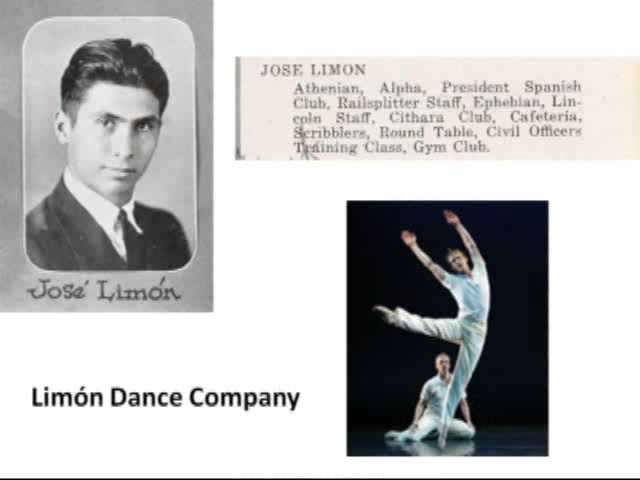 JOSE LIMON
Athenian, Alpha, President Spanish
Club, Railsplitter Staff, Ephebian, Lin-
coln Staff, Cithara Club, Cafeteria,
Scribblers, Round Table, Civil Officers
Training Class, Gym Club.
José Limón
Limón Dance Company